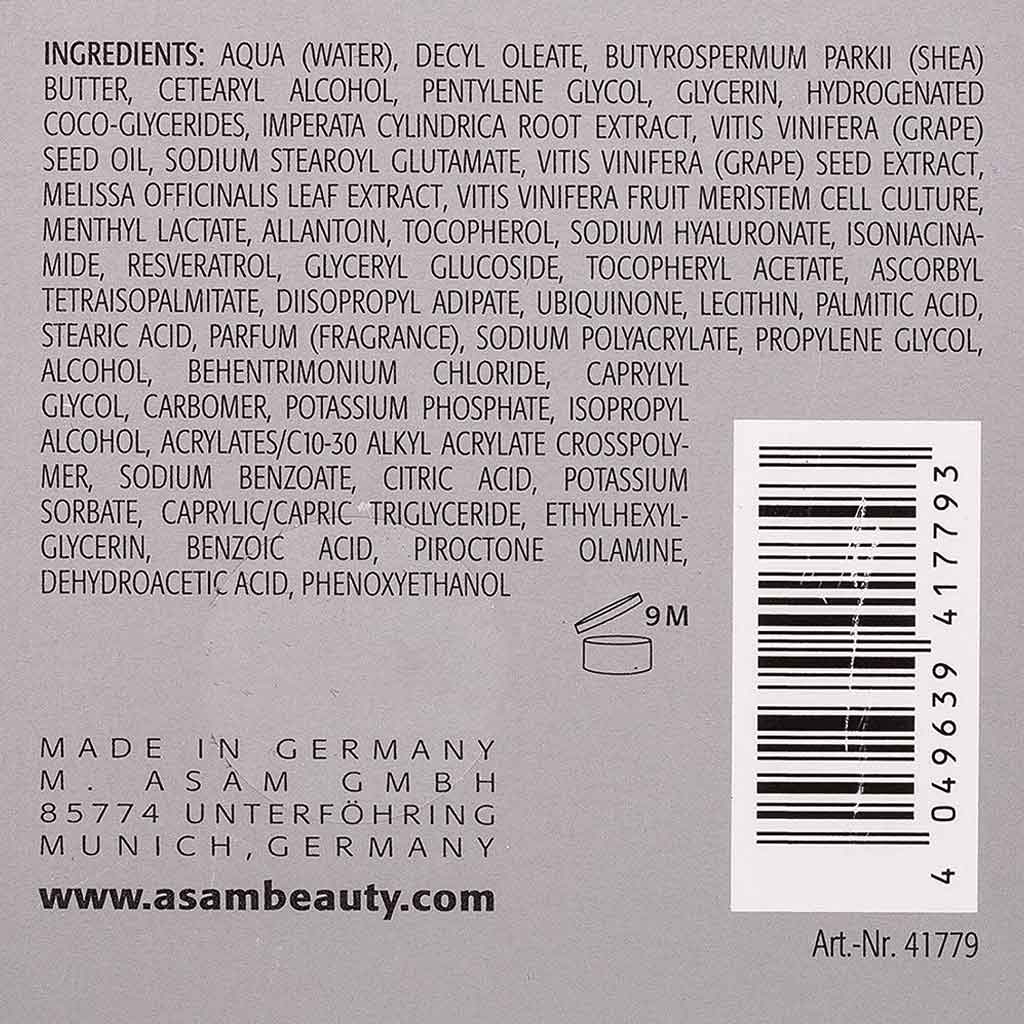 INGREDIENTS: AQUA (WATER), DECYL OLEATE, BUTYROSPERMUM PARKII (SHEA)
BUTTER, CETEARYL ALCOHOL, PENTYLENE GLYCOL, GLYCERIN, HYDROGENATED
COCO-GLYCERIDES, IMPERATA CYLINDRICA ROOT EXTRACT, VITIS VINIFERA (GRAPE)
SEED OIL, SODIUM STEAROYL GLUTAMATE, VITIS VINIFERA (GRAPE) SEED EXTRACT,
MELISSA OFFICINALIS LEAF EXTRACT, VITIS VINIFERA FRUIT MERISTEM CELL CULTURE,
MENTHYL LACTATE, ALLANTOIN, TOCOPHEROL, SODIUM HYALURONATE, ISONIACINA-
MIDE, RESVERATROL, GLYCERYL GLUCOSIDE, TOCOPHERYL ACETATE, ASCORBYL
TETRAISOPALMITATE, DIISOPROPYL ADIPATE, UBIQUINONE, LECITHIN, PALMITIC ACID,
STEARIC ACID, PARFUM (FRAGRANCE), SODIUM POLYACRYLATE, PROPYLENE GLYCOL,
ALCOHOL, BEHENTRIMONIUM CHLORIDE, CAPRYLYL
GLYCOL, CARBOMER, POTASSIUM PHOSPHATE, ISOPROPYL
ALCOHOL, ACRYLATES/C10-30 ALKYL ACRYLATE CROSSPOLY-
MER, SODIUM BENZOATE, CITRIC ACID, POTASSIUM
SORBATE, CAPRYLIC/CAPRIC TRIGLYCERIDE, ETHYLHEXYL-
GLYCERIN, BENZOIC ACID, PIROCTONE OLAMINE,
DEHYDROACETIC ACID, PHENOXYETHANOL
9 M
MADE IN GERMANY
M. ASAM GMBH
85774 UNTERFÖHRING
MUNICH, GERMANY
www.asambeauty.com
4 049639 417793
Art.-Nr. 41779